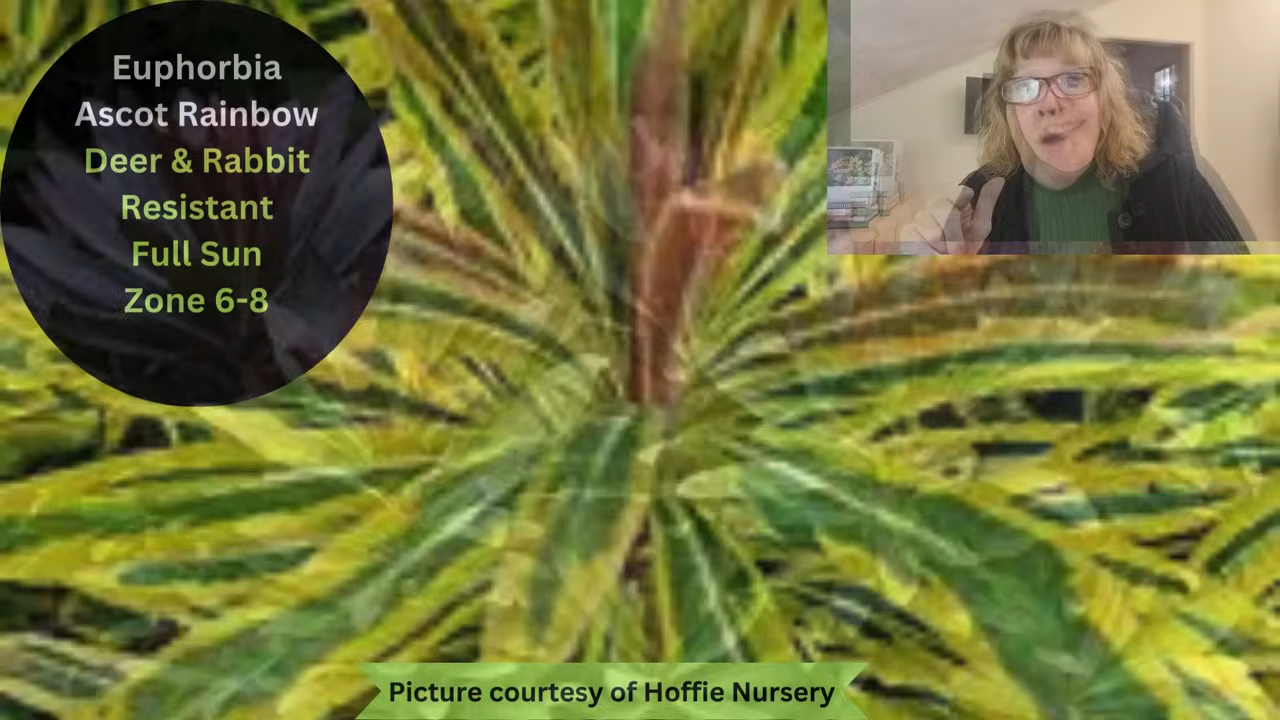 Euphorbia
Ascot Rainbow
Deer & Rabbit
Resistant
Full Sun
Zone 6-8
Picture courtesy of Hoffie Nursery